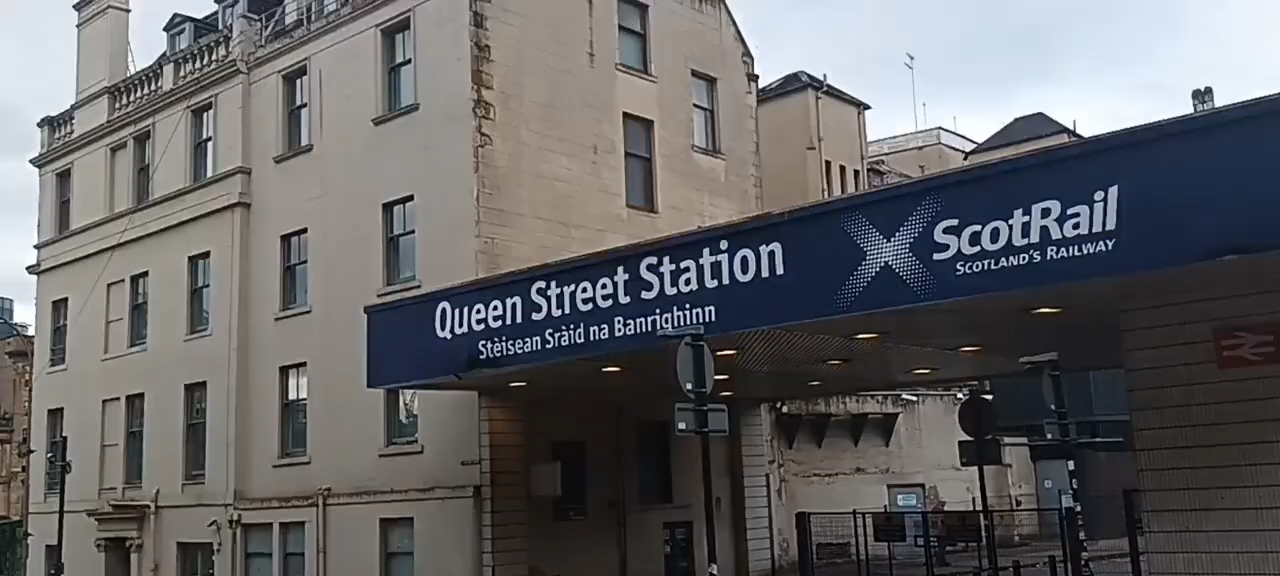 Queen Street Station
Stèisean Sràid na Banrighinn
ScotRail
SCOTLAND'S RAILWAY